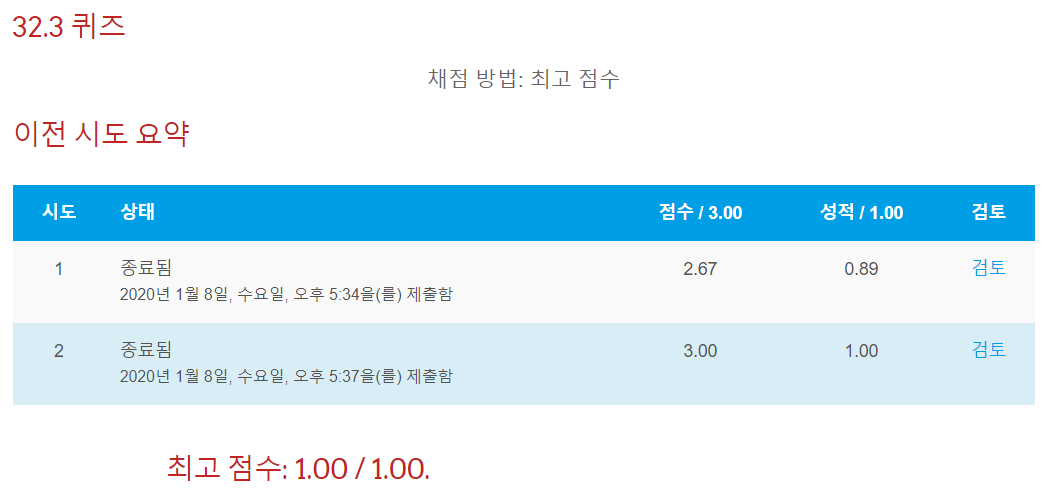 32.3 퀴즈
채점 방법: 최고 점수
이전 시도 요약
시도 상태 점수 / 3.00 성적 / 1.00 검토
1 종료됨 2.67 0.89 검토
2020년 1월 8일, 수요일, 오후 5:34을(를) 제출함
2 종료됨 3.00 1.00 검토
2020년 1월 8일, 수요일, 오후 5:37을(를) 제출함
최고 점수: 1.00 / 1.00.